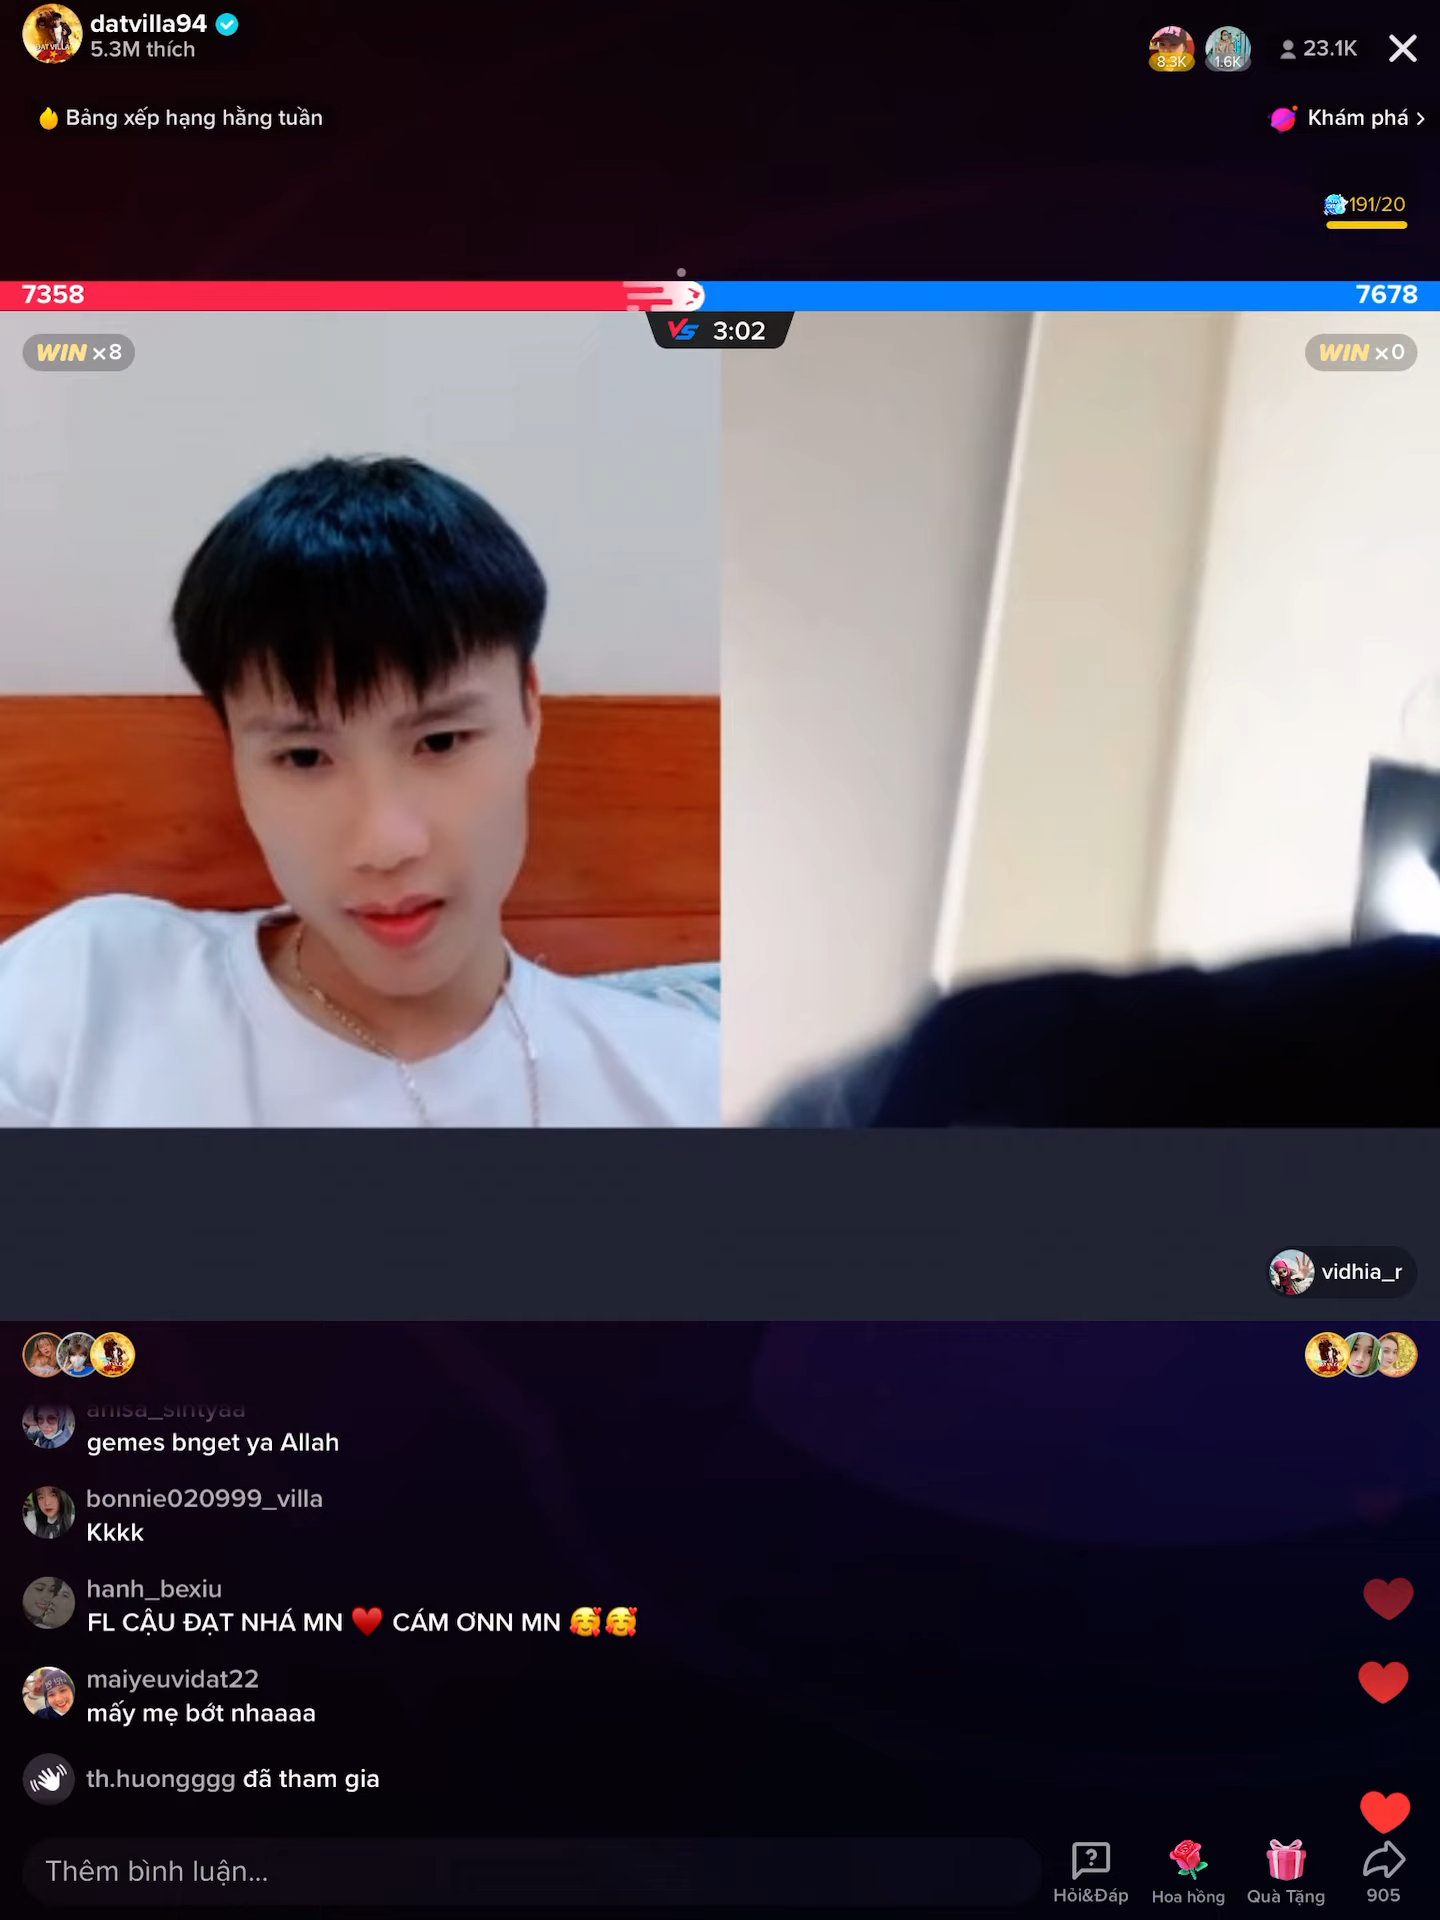 datvilla94
5.3M thích
8.3K
1.6K
23.1K
Bảng xếp hạng hằng tuần
Khám phá >
191/20
7358
7678
VS 3:02
WIN x8
WIN x0
vidhia_r
anisa_sintyaa
gemes bnget ya Allah
bonnie020999_villa
Kkkk
hanh_bexiu
FL CẬU ĐẠT NHÁ MN ❤️ CÁM ƠNN MN 🥰🥰
maiyeuvidat22
mấy mẹ bớt nhaaaa
th.huongggg đã tham gia
Thêm bình luận...
Hỏi&Đáp
Hoa hồng
Quà Tặng
905